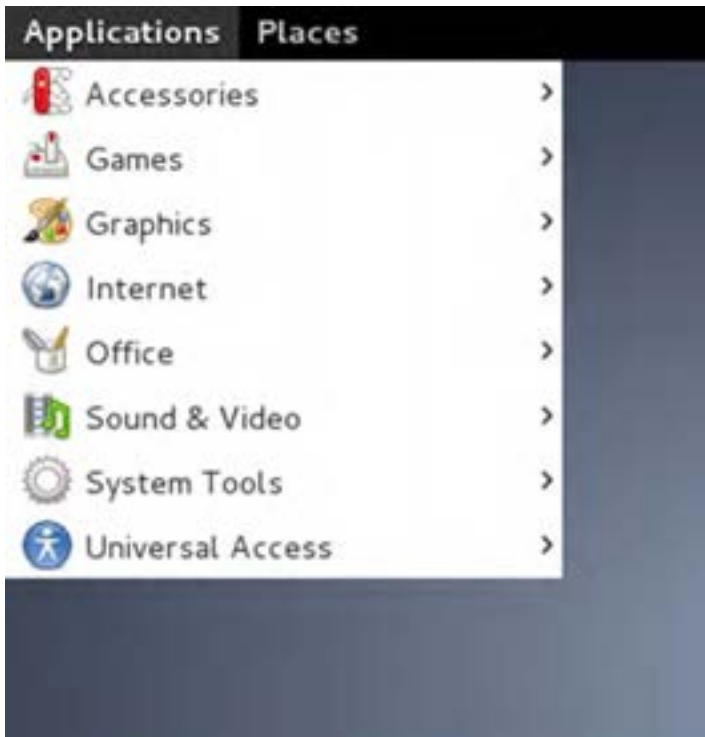 Applications Places
Accessories
Games
Graphics
Internet
Office
Sound & Video
System Tools
Universal Access